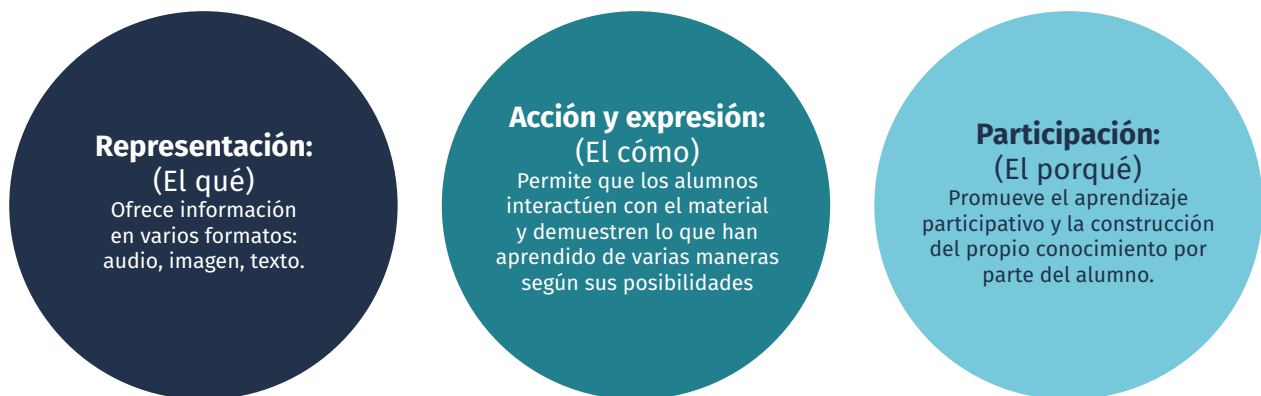 Representación:
(El qué)
Ofrece información
en varios formatos:
audio, imagen, texto.
Acción y expresión:
(El cómo)
Permite que los alumnos
interactúen con el material
y demuestren lo que han
aprendido de varias maneras
según sus posibilidades
Participación:
(El porqué)
Promueve el aprendizaje
participativo y la construcción
del propio conocimiento por
parte del alumno.